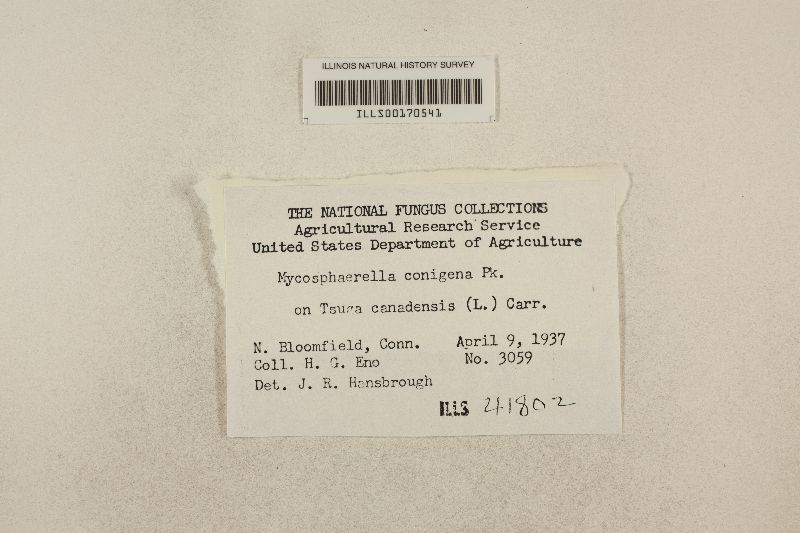 ILLINOIS NATURAL HISTORY SURVEY
ILLS00170541
THE NATIONAL FUNGUS COLLECTIONS
Agricultural Research Service
United States Department of Agriculture
Mycosphaerella conigena Pk.
on Tsuga canadensis (L.) Carr.
N. Bloomfield, Conn. April 9, 1937
Coll. H. G. Eno No. 3059
Det. J. R. Hansbrough
ILLS 41802